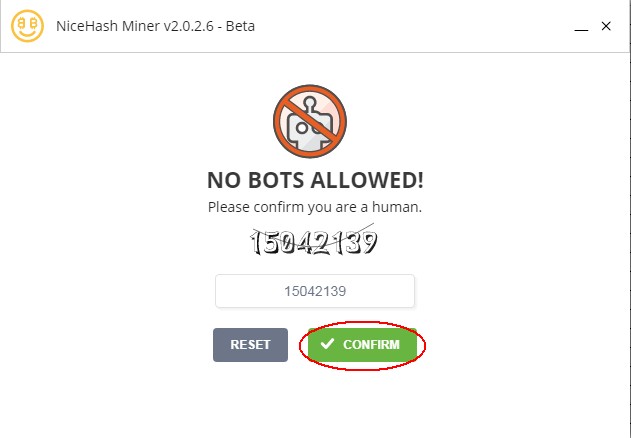 NiceHash Miner v2.0.2.6 - Beta
NO BOTS ALLOWED!
Please confirm you are a human.
15042139
15042139
RESET CONFIRM